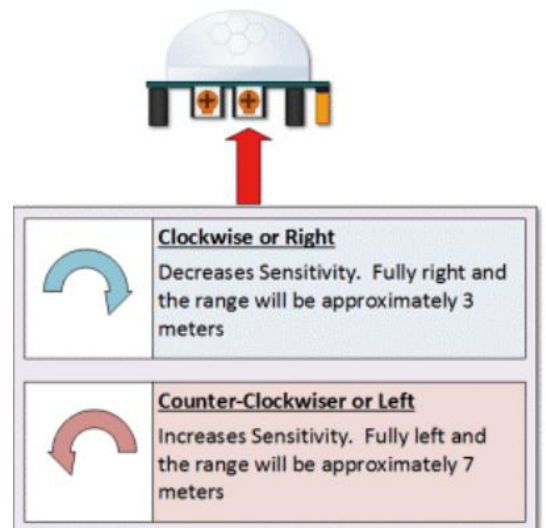 Clockwise or Right
Decreases Sensitivity. Fully right and
the range will be approximately 3
meters
Counter-Clockwiser or Left
Increases Sensitivity. Fully left and
the range will be approximately 7
meters